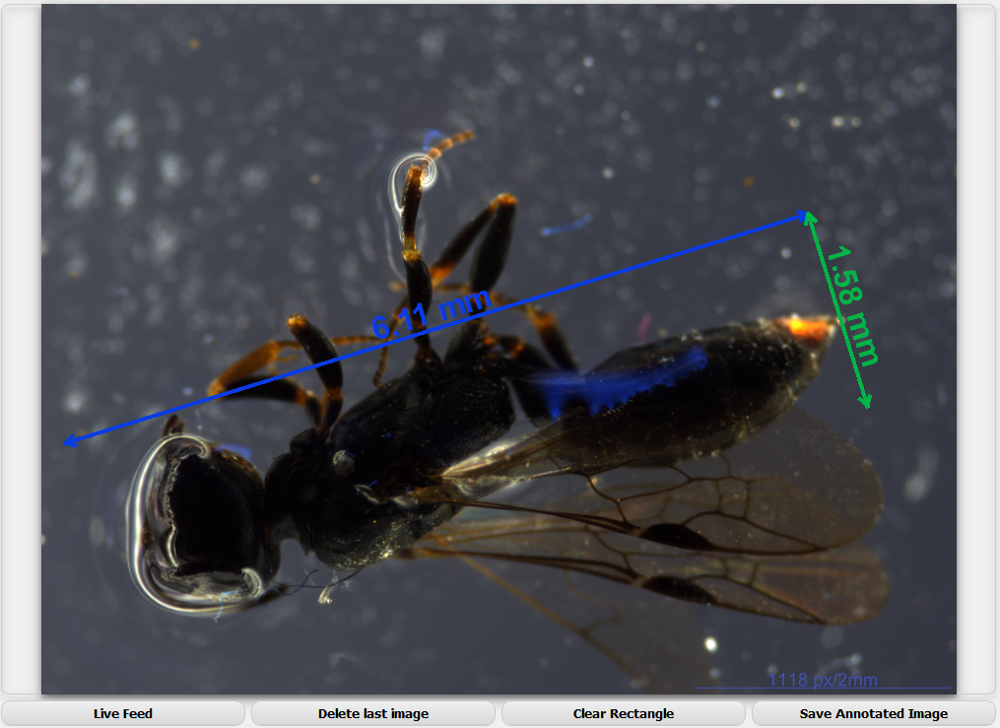 1.58 mm
6.11 mm
1118 px/2mm
Live Feed
Delete last image
Clear Rectangle
Save Annotated Image